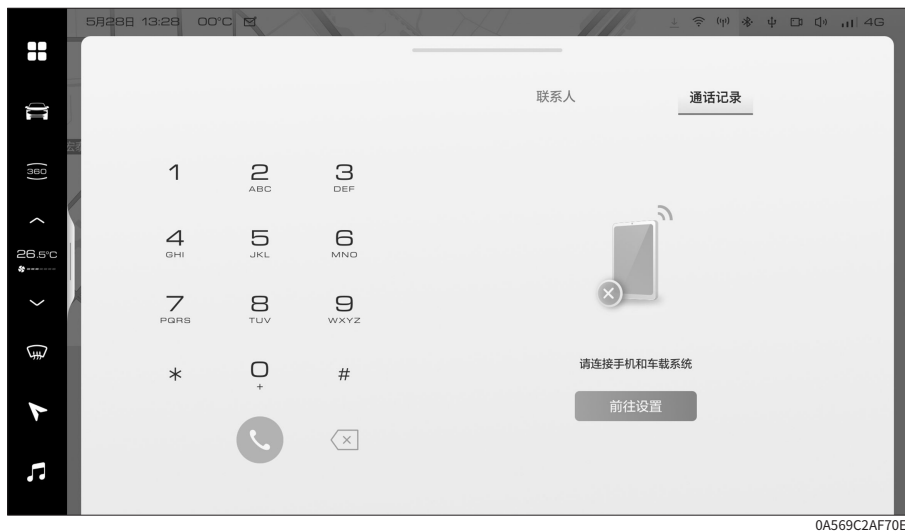 5月28日 13:28 00°C 4G
联系人 通话记录
360
1 2 3
ABC DEF
4 5 6
GHI JKL MNO
26.5°C
7 8 9
PQRS TUV WXYZ
* 0 #
+
请连接手机和车载系统
前往设置
0A569C2AF70E